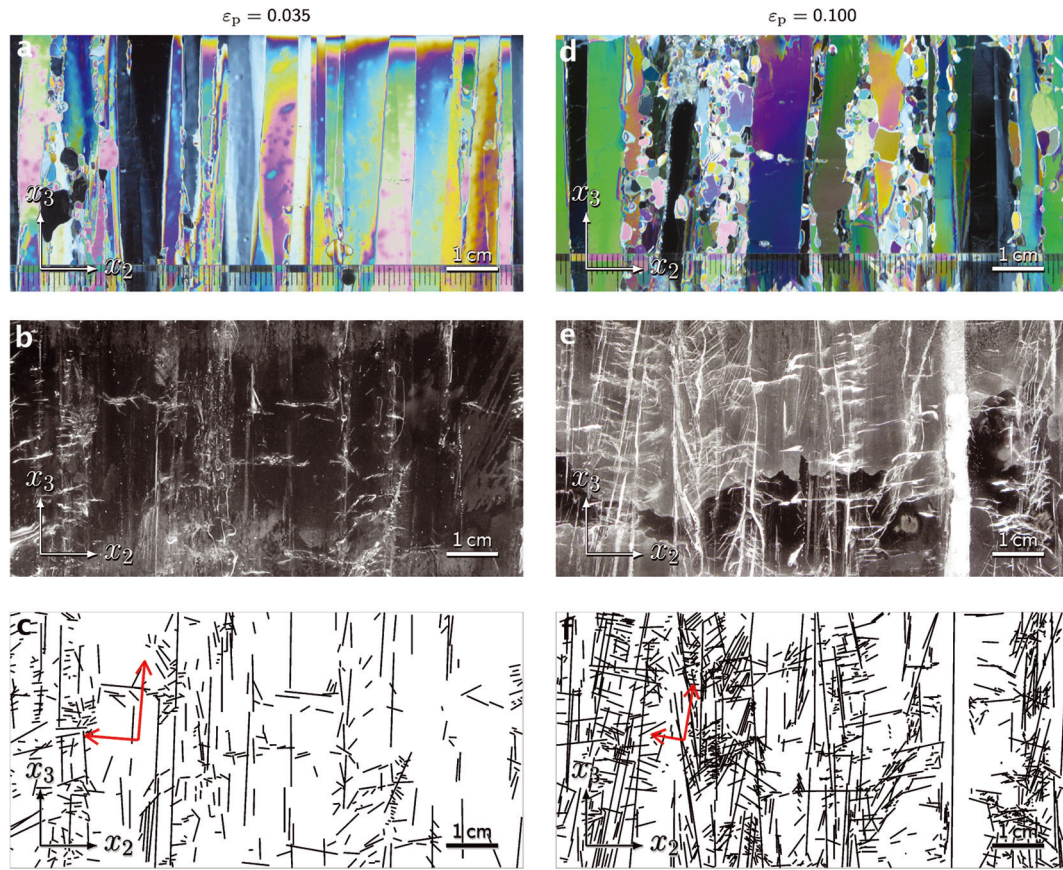 εp = 0.035
εp = 0.100
a
x3
x2
1 cm
d
x3
x2
1 cm
b
x3
x2
1 cm
e
x3
x2
1 cm
c
x3
x2
1 cm
f
x3
x2
1 cm